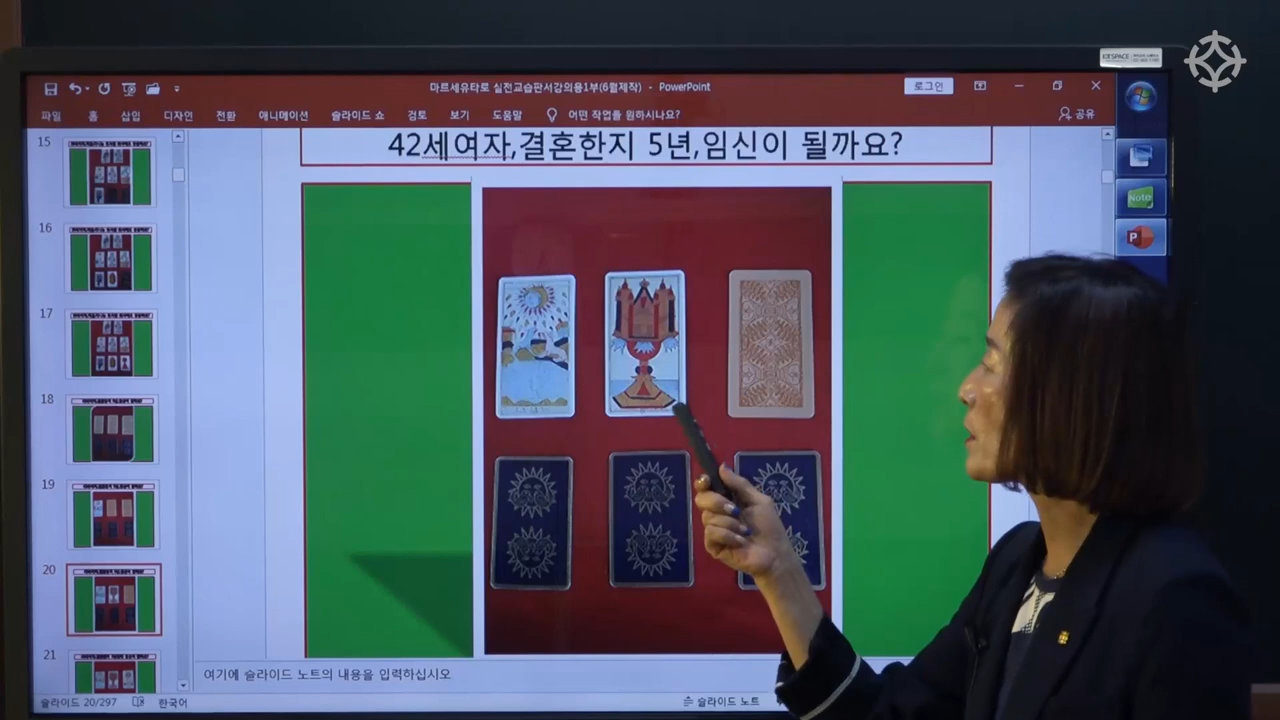 마르세유타로 실전교습판서강의용1부(6월제작) - PowerPoint
로그인
파일 홈 삽입 디자인 전환 애니메이션 슬라이드 쇼 검토 보기 도움말 어떤 작업을 원하시나요?
공유
15
16
17
18
19
20
21
42세여자,결혼한지 5년,임신이 될까요?
Note
P
여기에 슬라이드 노트의 내용을 입력하십시오
슬라이드 20/297 한국어
슬라이드 노트